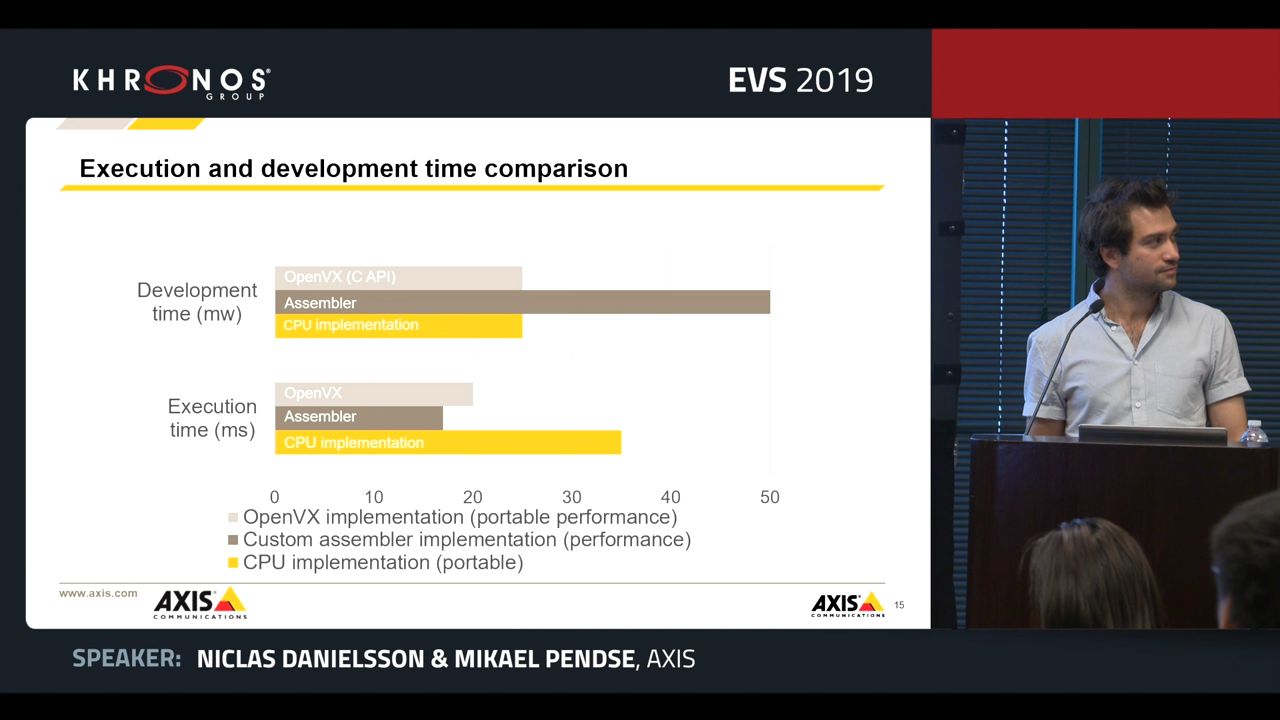 KHRONOS®
GROUP
EVS 2019
Execution and development time comparison
Development
time (mw)
OpenVX (C API)
Assembler
CPU implementation
Execution
time (ms)
OpenVX
Assembler
CPU implementation
0 10 20 30 40 50
OpenVX implementation (portable performance)
Custom assembler implementation (performance)
CPU implementation (portable)
www.axis.com
AXIS
COMMUNICATIONS
AXIS
COMMUNICATIONS
15
SPEAKER: NICLAS DANIELSSON & MIKAEL PENDSE, AXIS